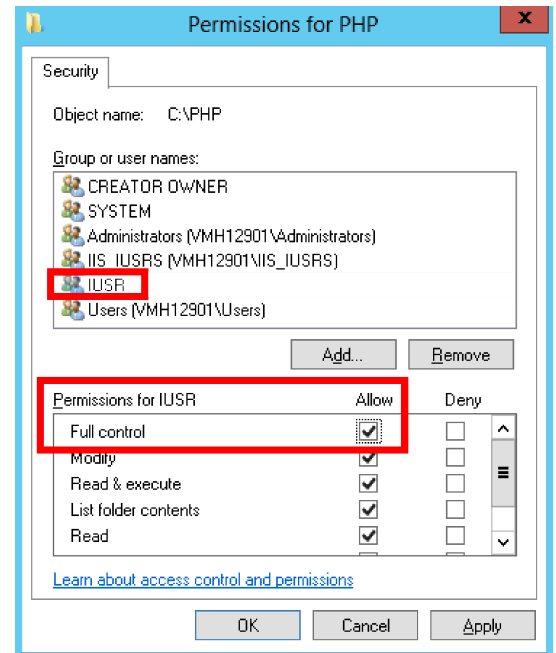 Permissions for PHP
x
Security
Object name: C:\PHP
Group or user names:
CREATOR OWNER
SYSTEM
Administrators (VMH12901\Administrators)
IIS_IUSRS (VMH12901\IIS_IUSRS)
IUSR
Users (VMH12901\Users)
Add... Remove
Permissions for IUSR Allow Deny
Full control
Modify
Read & execute
List folder contents
Read
Learn about access control and permissions
OK Cancel Apply